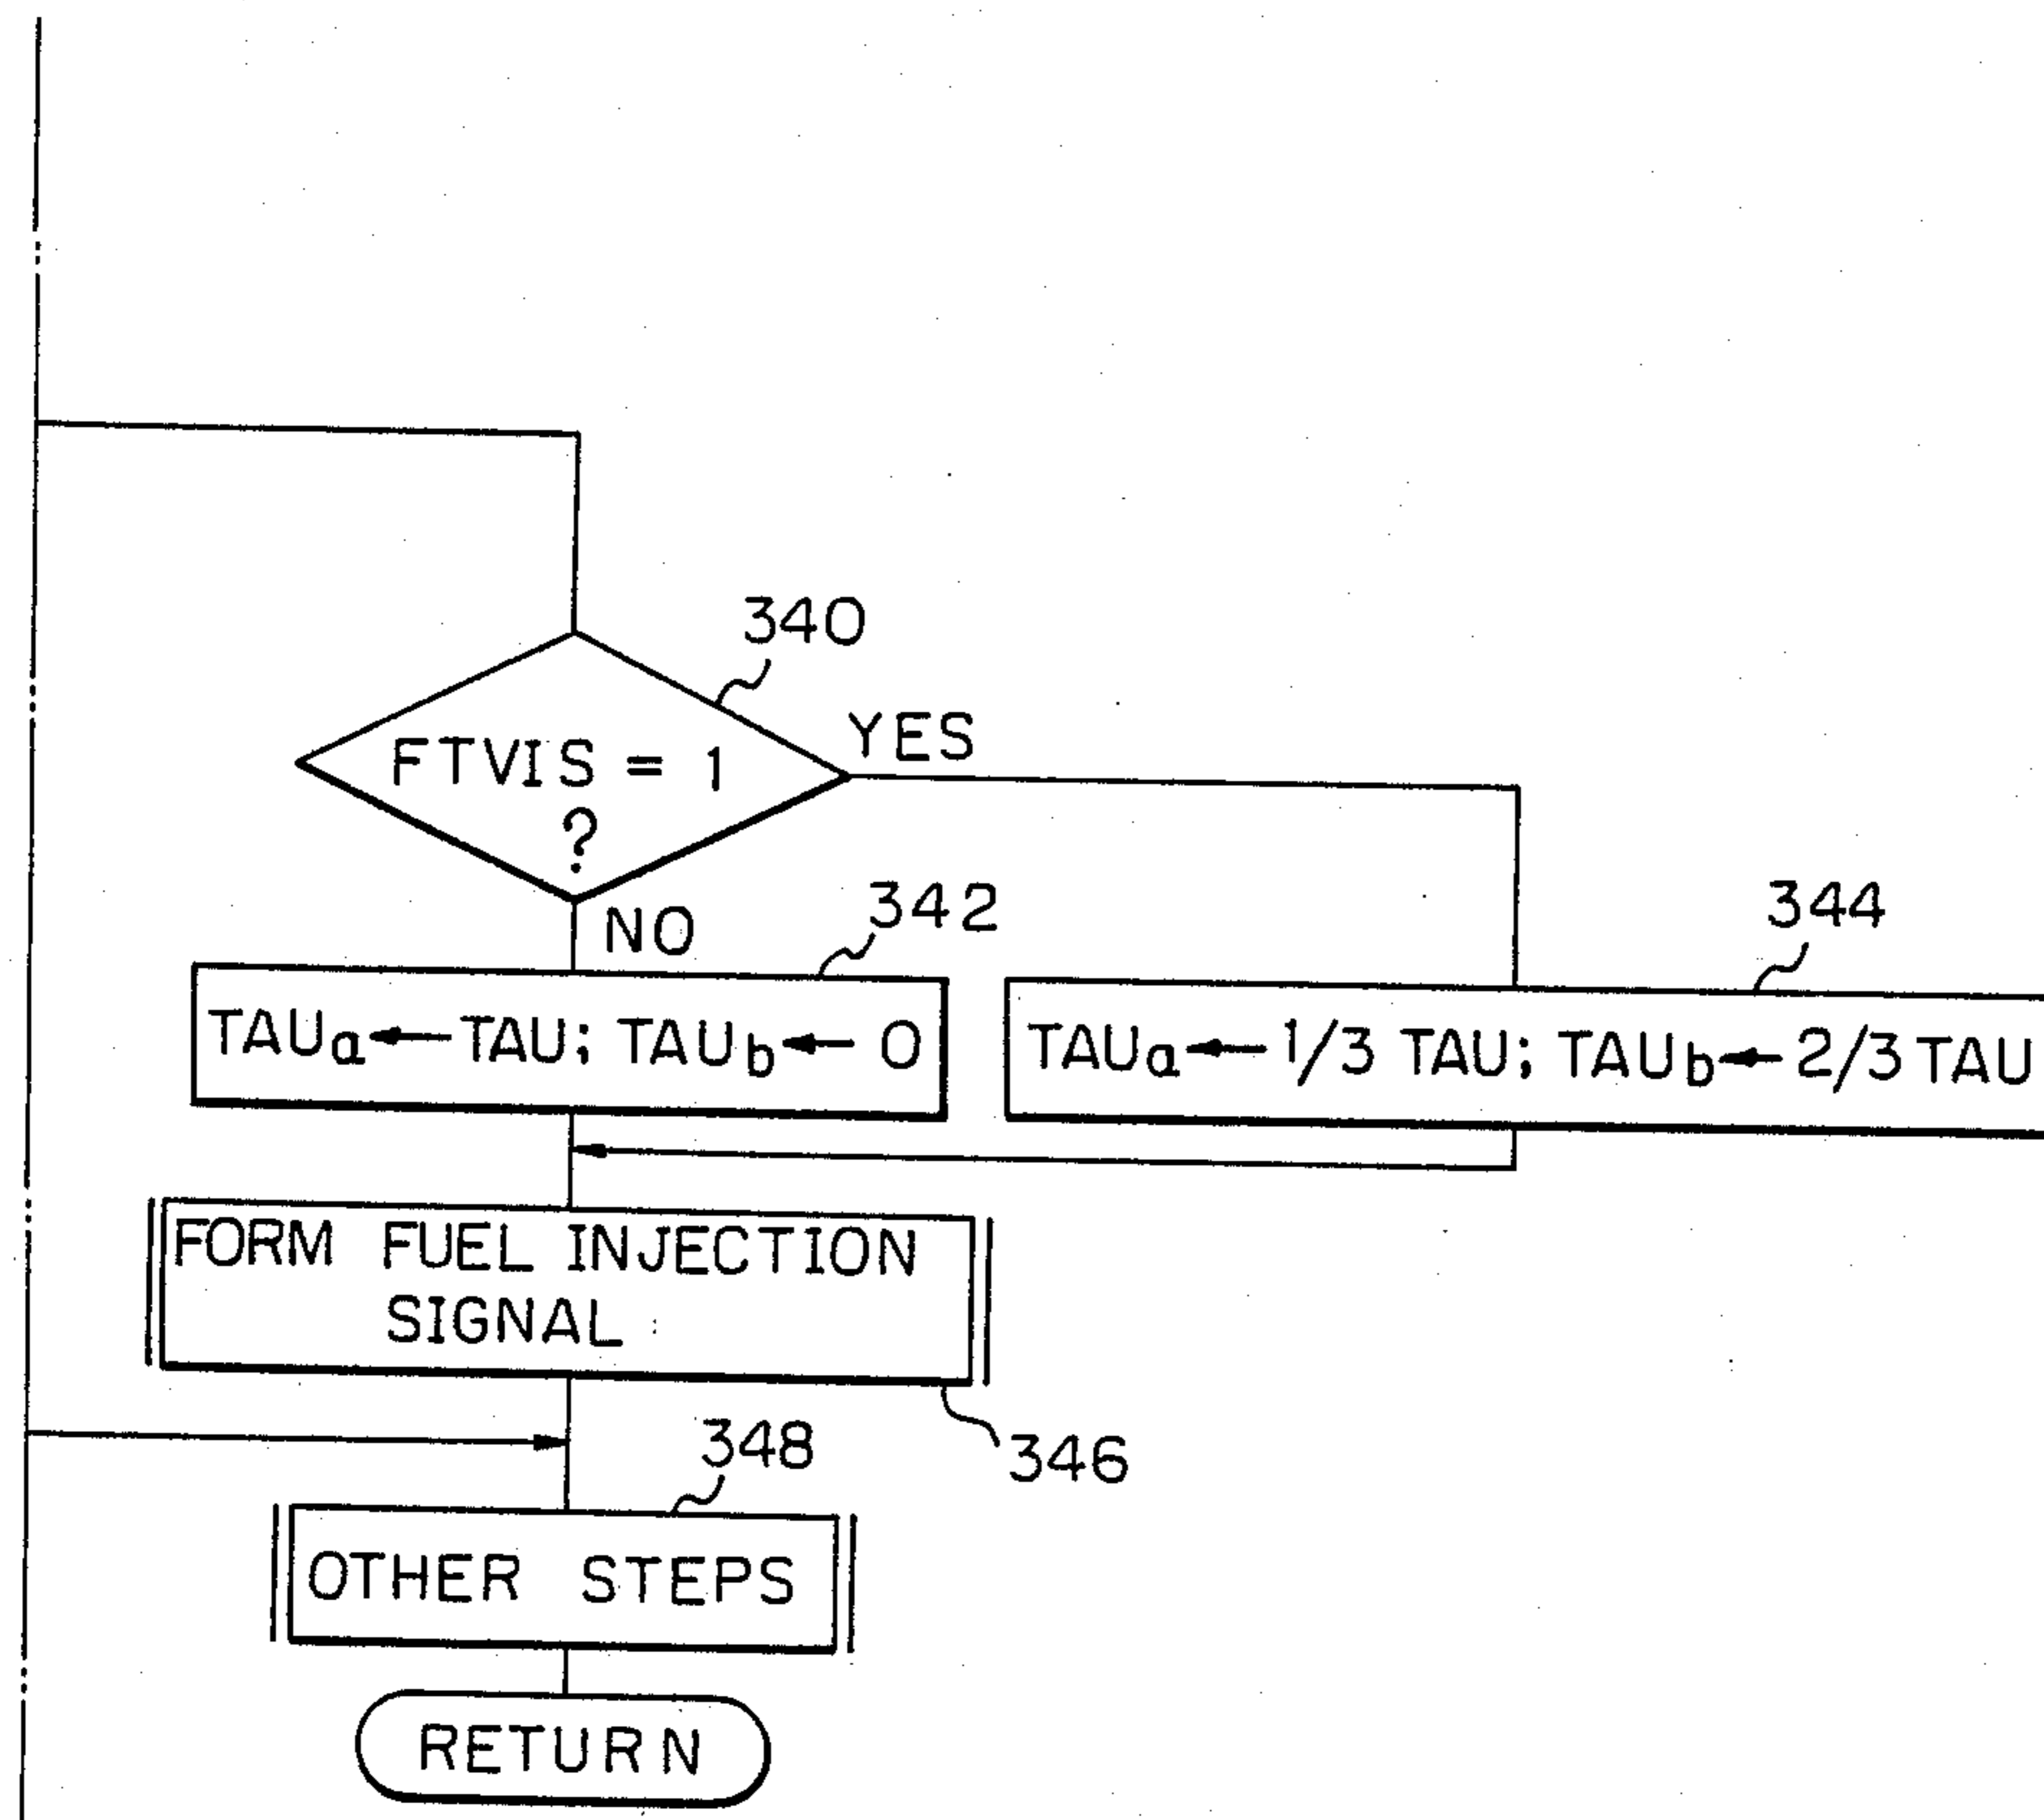 340
FTVIS = 1
?
YES
NO
342
TAUa← TAU; TAUb← 0
344
TAUa← 1/3 TAU; TAUb← 2/3 TAU
FORM FUEL INJECTION
SIGNAL
346
348
OTHER STEPS
RETURN